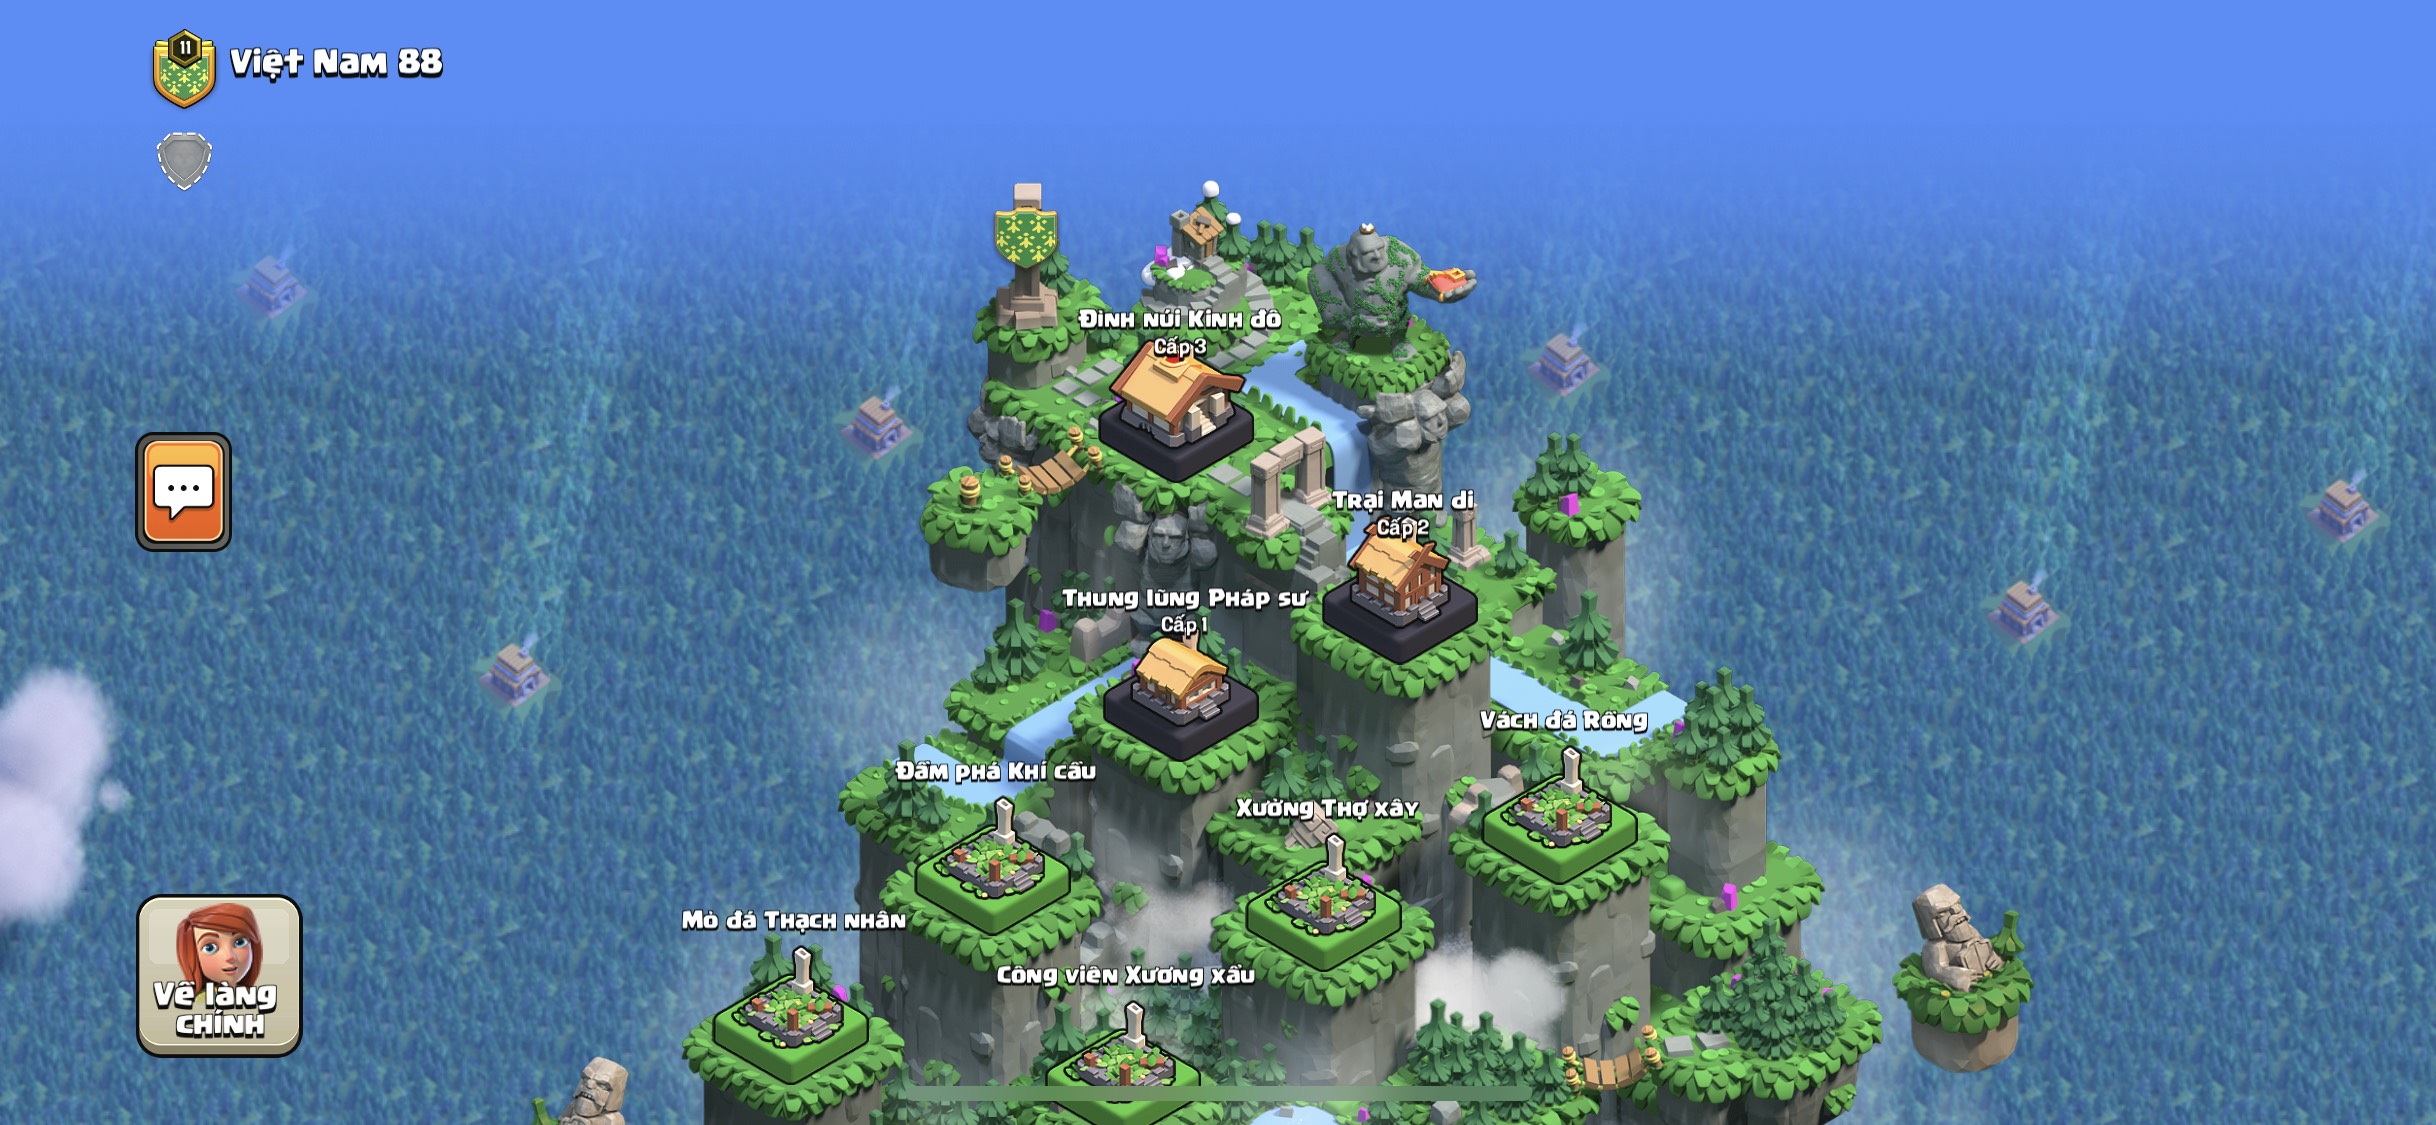 11
Việt Nam 88
Đỉnh núi Kinh đô
Cấp 3
Trại Man di
Cấp 2
Thung lũng Pháp sư
Cấp 1
Vách đá Rồng
Đầm phá Khí cầu
Xưởng Thợ xây
Mỏ đá Thạch nhân
Công viên Xương xẩu
Về làng
chính